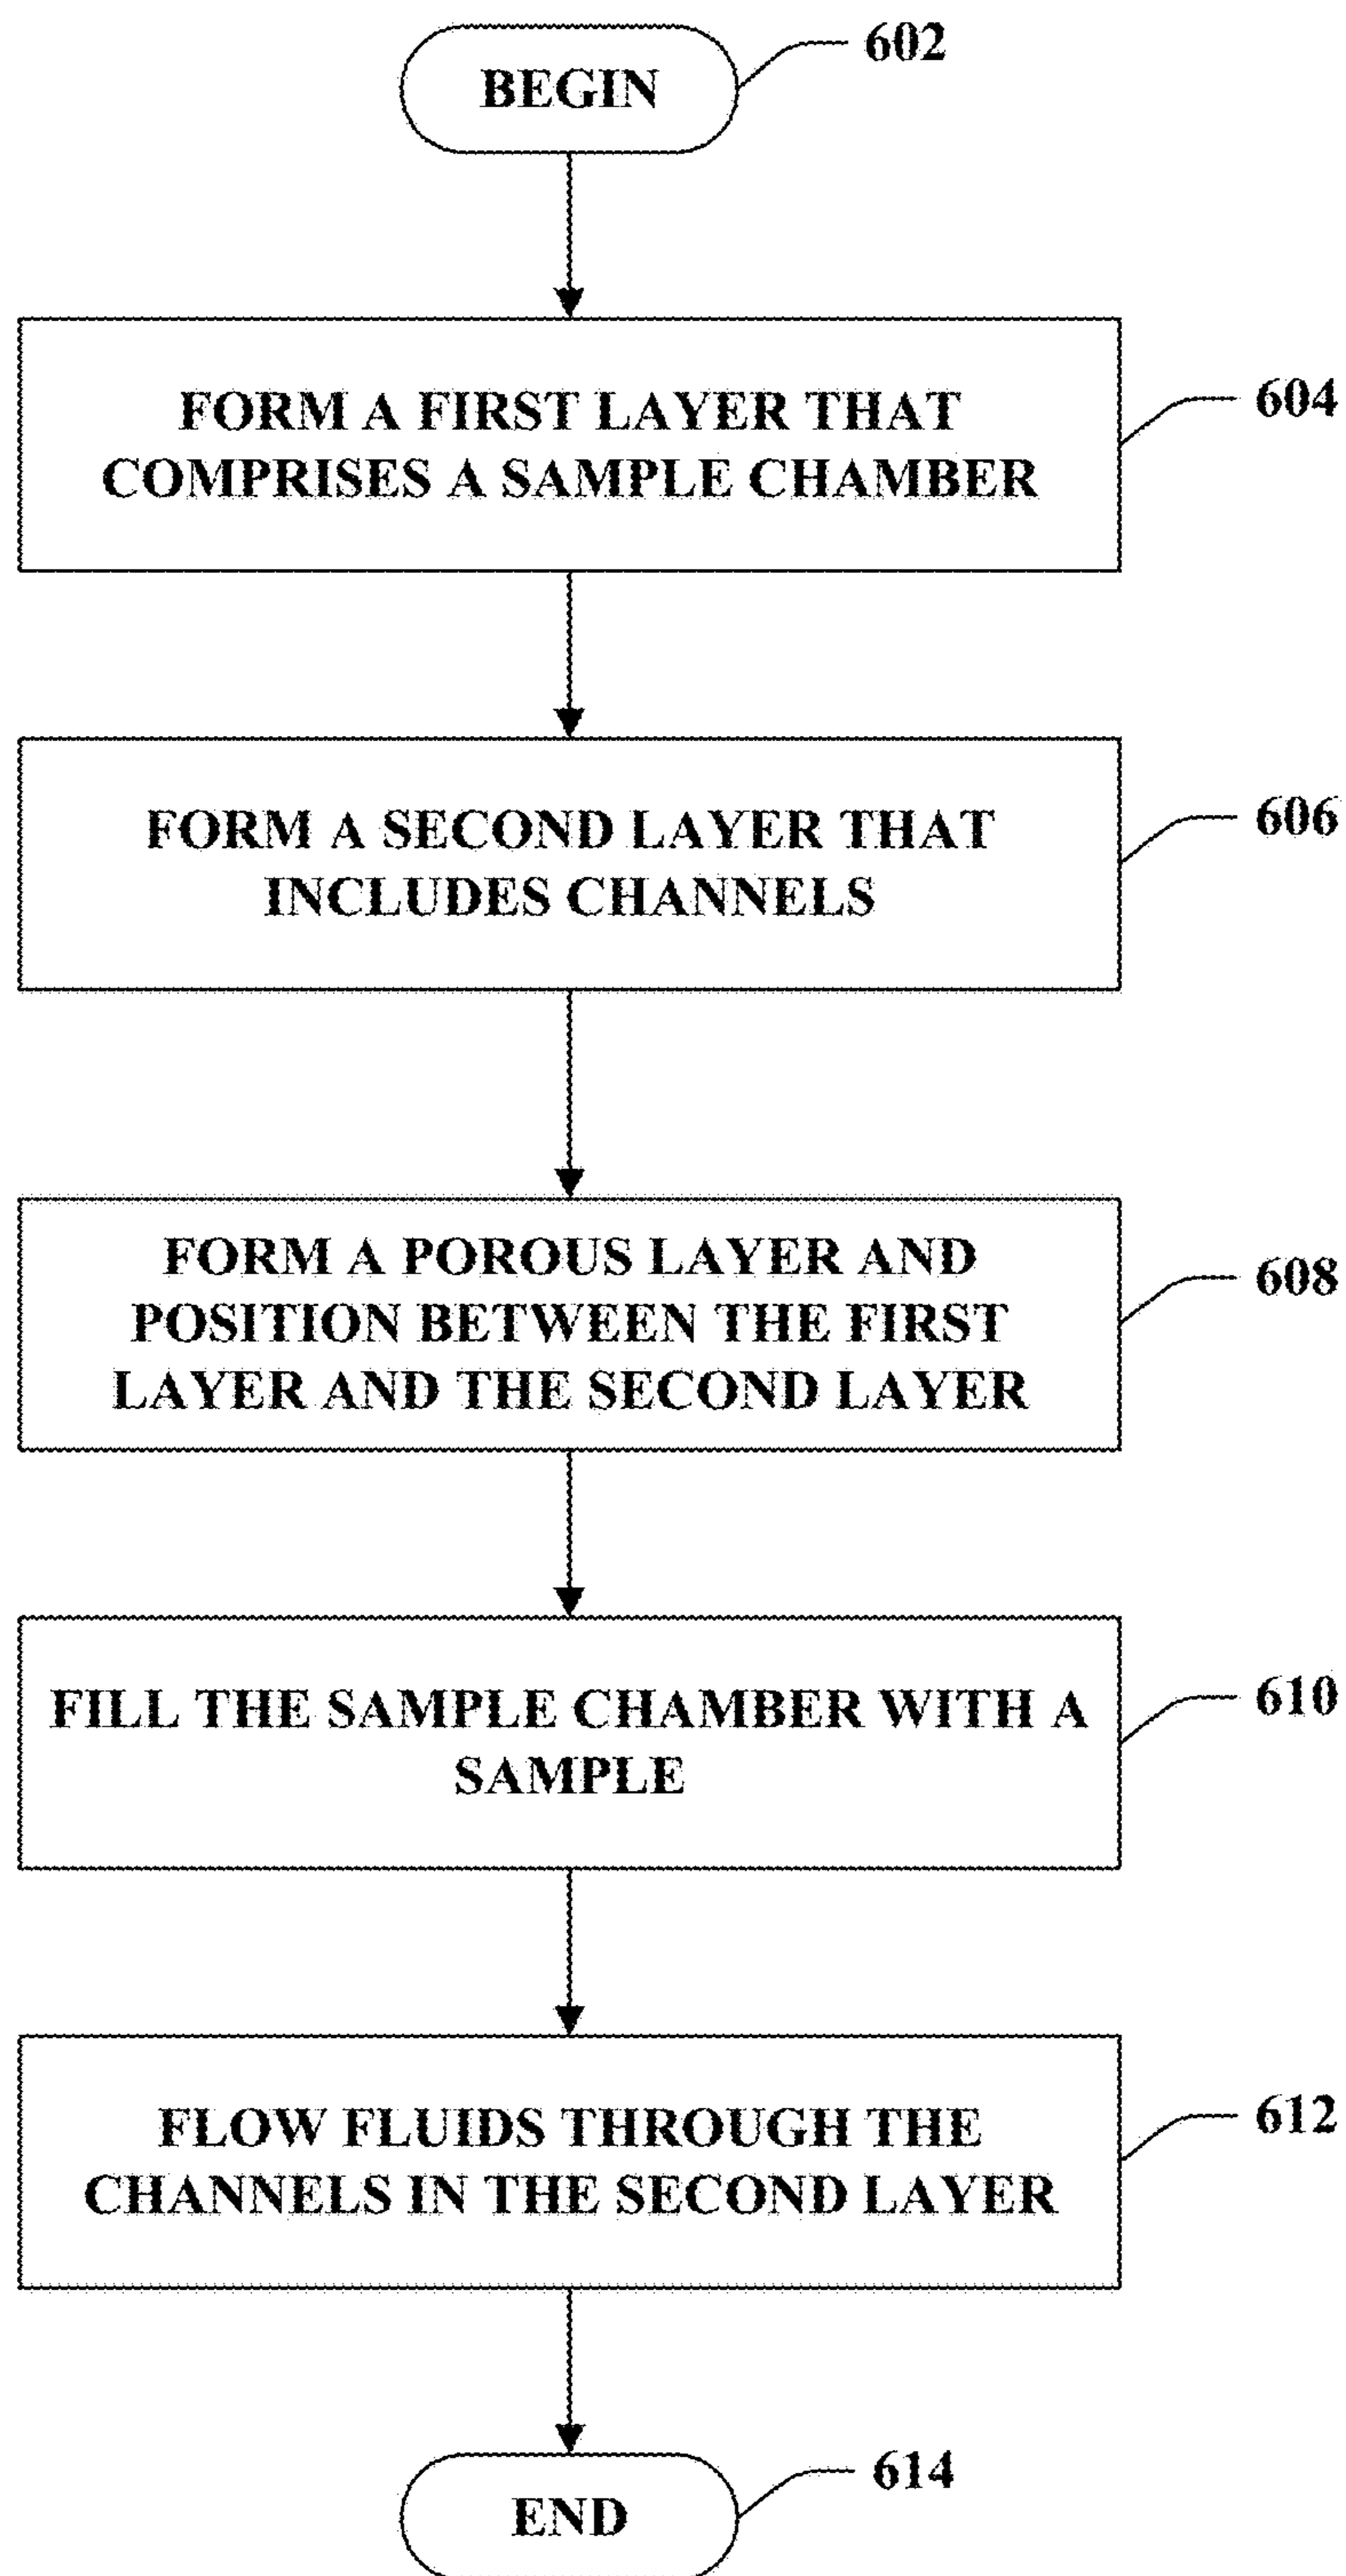 BEGIN
602
FORM A FIRST LAYER THAT
COMPRISES A SAMPLE CHAMBER
604
FORM A SECOND LAYER THAT
INCLUDES CHANNELS
606
FORM A POROUS LAYER AND
POSITION BETWEEN THE FIRST
LAYER AND THE SECOND LAYER
608
FILL THE SAMPLE CHAMBER WITH A
SAMPLE
610
FLOW FLUIDS THROUGH THE
CHANNELS IN THE SECOND LAYER
612
END
614